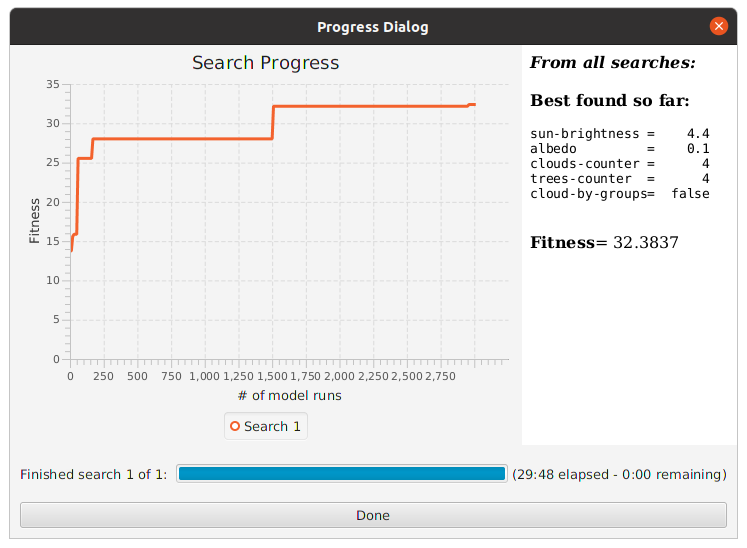 Progress Dialog
Search Progress
35
30
25
20
15
10
5
0
Fitness
0 250 500 750 1,000 1,250 1,500 1,750 2,000 2,250 2,500 2,750
# of model runs
Search 1
From all searches:
Best found so far:
sun-brightness = 4.4
albedo = 0.1
clouds-counter = 4
trees-counter = 4
cloud-by-groups= false
Fitness= 32.3837
Finished search 1 of 1: (29:48 elapsed - 0:00 remaining)
Done